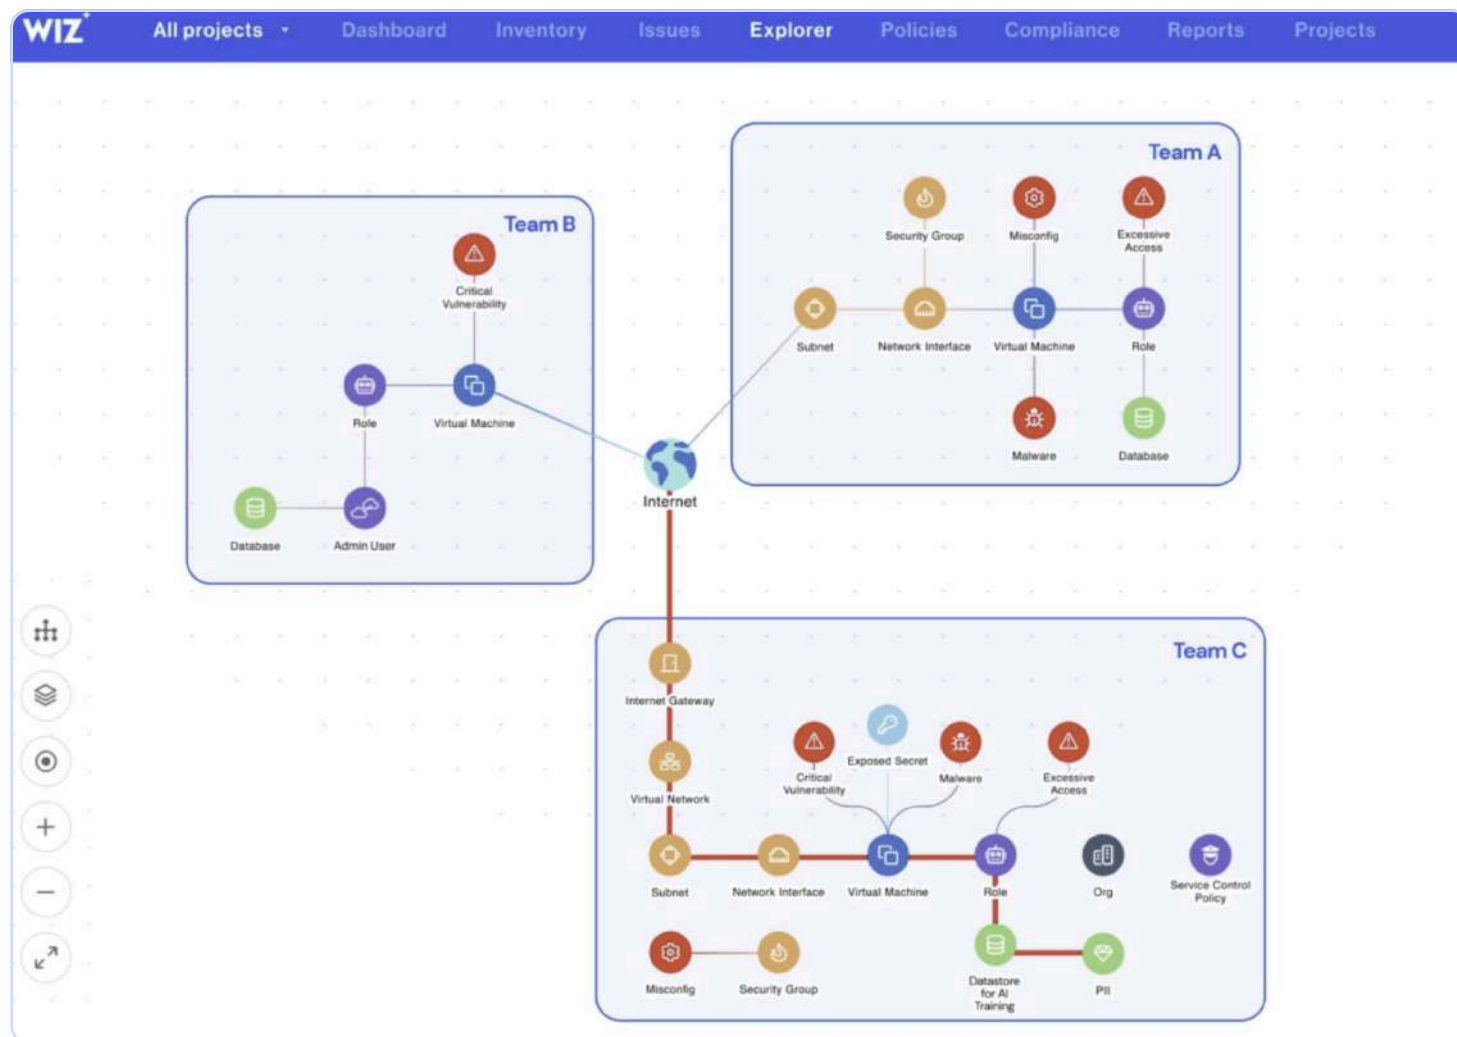 WIZ
All projects
Dashboard
Inventory
Issues
Explorer
Policies
Compliance
Reports
Projects
Team A
Security Group
Misconfig
Excessive
Access
Subnet
Network Interface
Virtual Machine
Role
Malware
Database
Team B
Critical
Vulnerability
Role
Virtual Machine
Database
Admin User
Internet
Team C
Internet Gateway
Virtual Network
Critical
Vulnerability
Exposed Secret
Malware
Excessive
Access
Subnet
Network Interface
Virtual Machine
Role
Org
Service Control
Policy
Misconfig
Security Group
Datastore
for AI
Training
PII